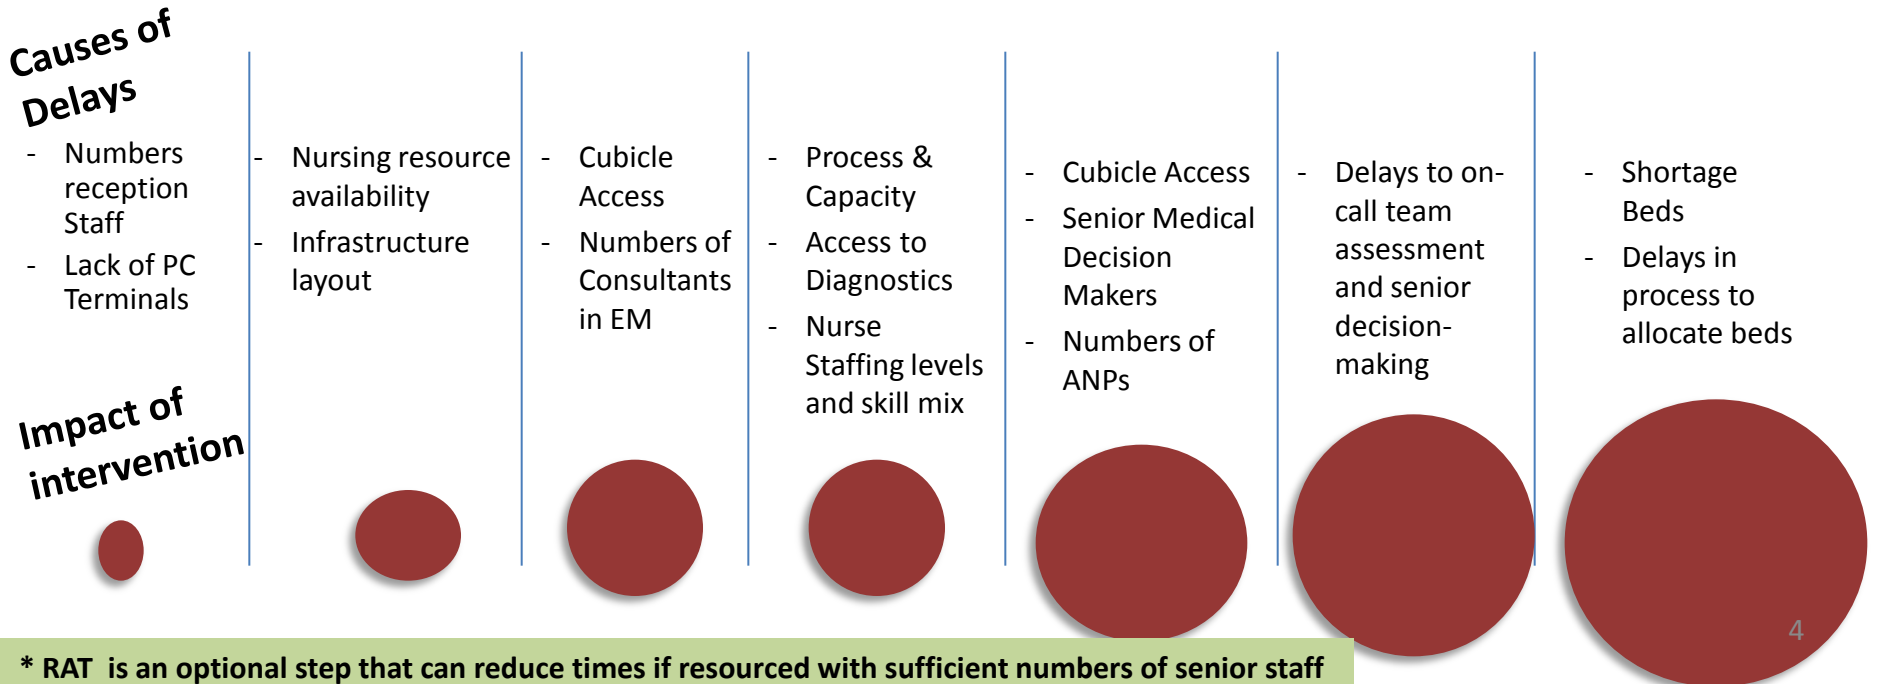 Causes of
Delays
- Numbers
reception
Staff
- Lack of PC
Terminals
- Nursing resource
availability
- Infrastructure
layout
- Cubicle
Access
- Numbers of
Consultants
in EM
- Process &
Capacity
- Access to
Diagnostics
- Nurse
Staffing levels
and skill mix
- Cubicle Access
- Senior Medical
Decision
Makers
- Numbers of
ANPs
- Delays to on-
call team
assessment
and senior
decision-
making
- Shortage
Beds
- Delays in
process to
allocate beds
Impact of
intervention
4
* RAT is an optional step that can reduce times if resourced with sufficient numbers of senior staff